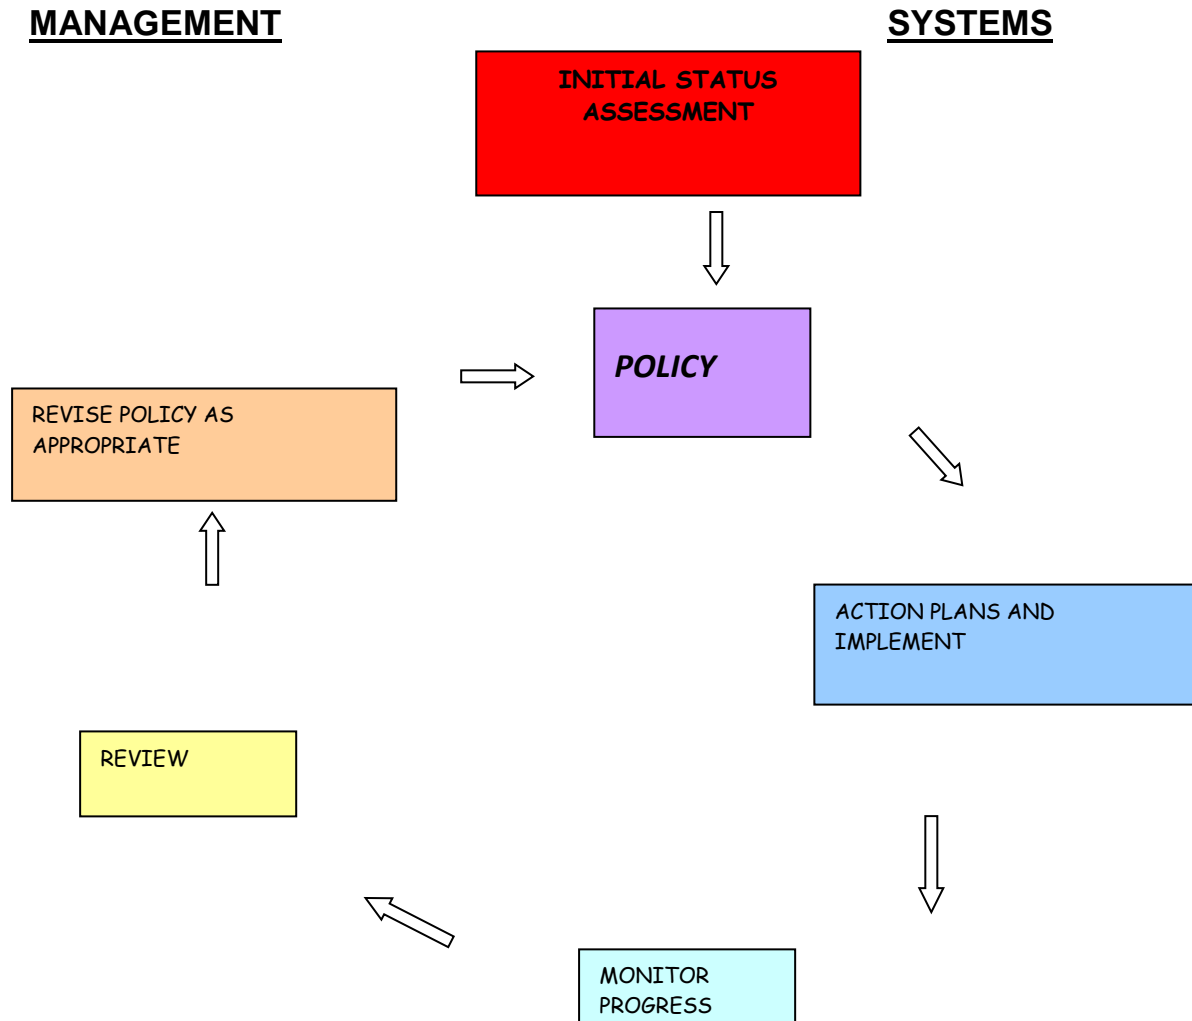 MANAGEMENT SYSTEMS
INITIAL STATUS
ASSESSMENT
POLICY
REVISE POLICY AS
APPROPRIATE
ACTION PLANS AND
IMPLEMENT
REVIEW
MONITOR
PROGRESS